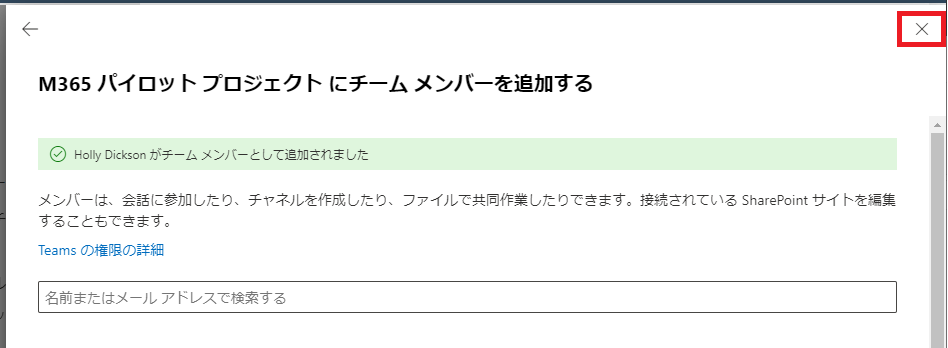 M365 パイロット プロジェクト にチーム メンバーを追加する
Holly Dickson がチーム メンバーとして追加されました
メンバーは、会話に参加したり、チャネルを作成したり、ファイルで共同作業したりできます。接続されている SharePoint サイトを編集
することもできます。
Teams の権限の詳細
名前またはメール アドレスで検索する